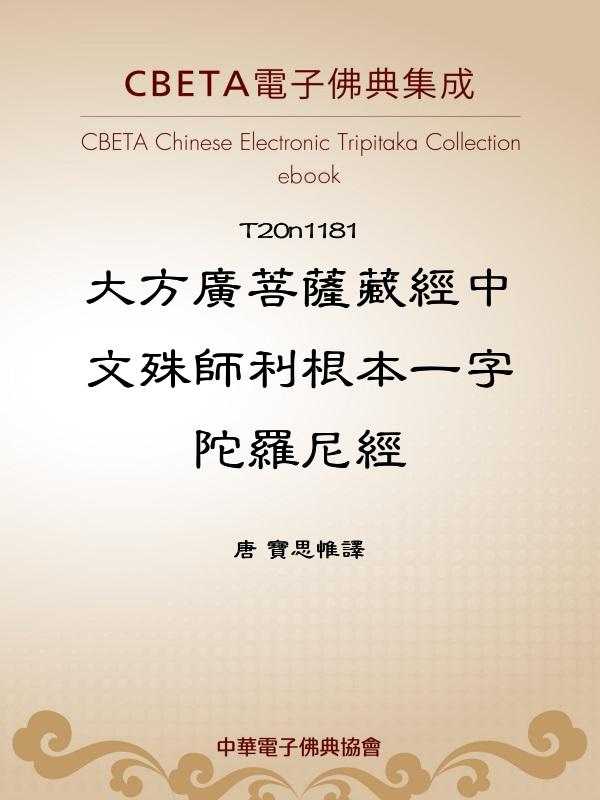 CBETA電子佛典集成
CBETA Chinese Electronic Tripitaka Collection
ebook
T20n1181
大方廣菩薩藏經中
文殊師利根本一字
陀羅尼經
唐 寶思惟譯
中華電子佛典協會